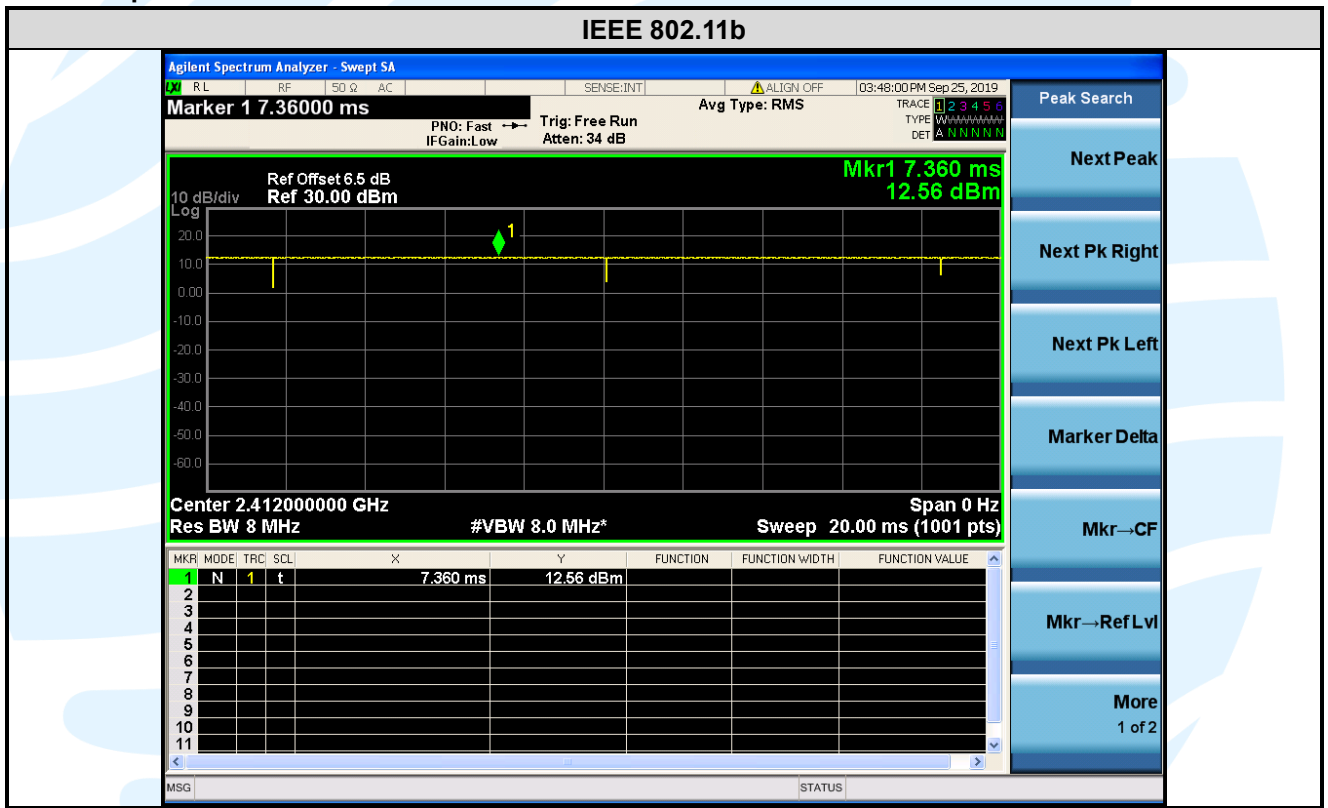 IEEE 802.11b
Agilent Spectrum Analyzer - Swept SA
LXI RL RF 50 Ω AC SENSE:INT ALIGN OFF 03:48:00 PM Sep 25, 2019
Marker 1 7.36000 ms
PNO: Fast
IFGain:Low
Trig: Free Run
Atten: 34 dB
Avg Type: RMS
TRACE 1 2 3 4 5 6
TYPE WWWWWW
DET A N N N N N
Ref Offset 6.5 dB
10 dB/div Ref 30.00 dBm
Log
Mkr1 7.360 ms
12.56 dBm
1
20.0
10.0
0.00
-10.0
-20.0
-30.0
-40.0
-50.0
-60.0
Center 2.412000000 GHz Span 0 Hz
Res BW 8 MHz #VBW 8.0 MHz* Sweep 20.00 ms (1001 pts)
MKR MODE TRC SCL X Y FUNCTION FUNCTION WIDTH FUNCTION VALUE
1 N 1 t 7.360 ms 12.56 dBm
2
3
4
5
6
7
8
9
10
11
MSG STATUS
Peak Search
Next Peak
Next Pk Right
Next Pk Left
Marker Delta
Mkr→CF
Mkr→Ref Lvl
More
1 of 2